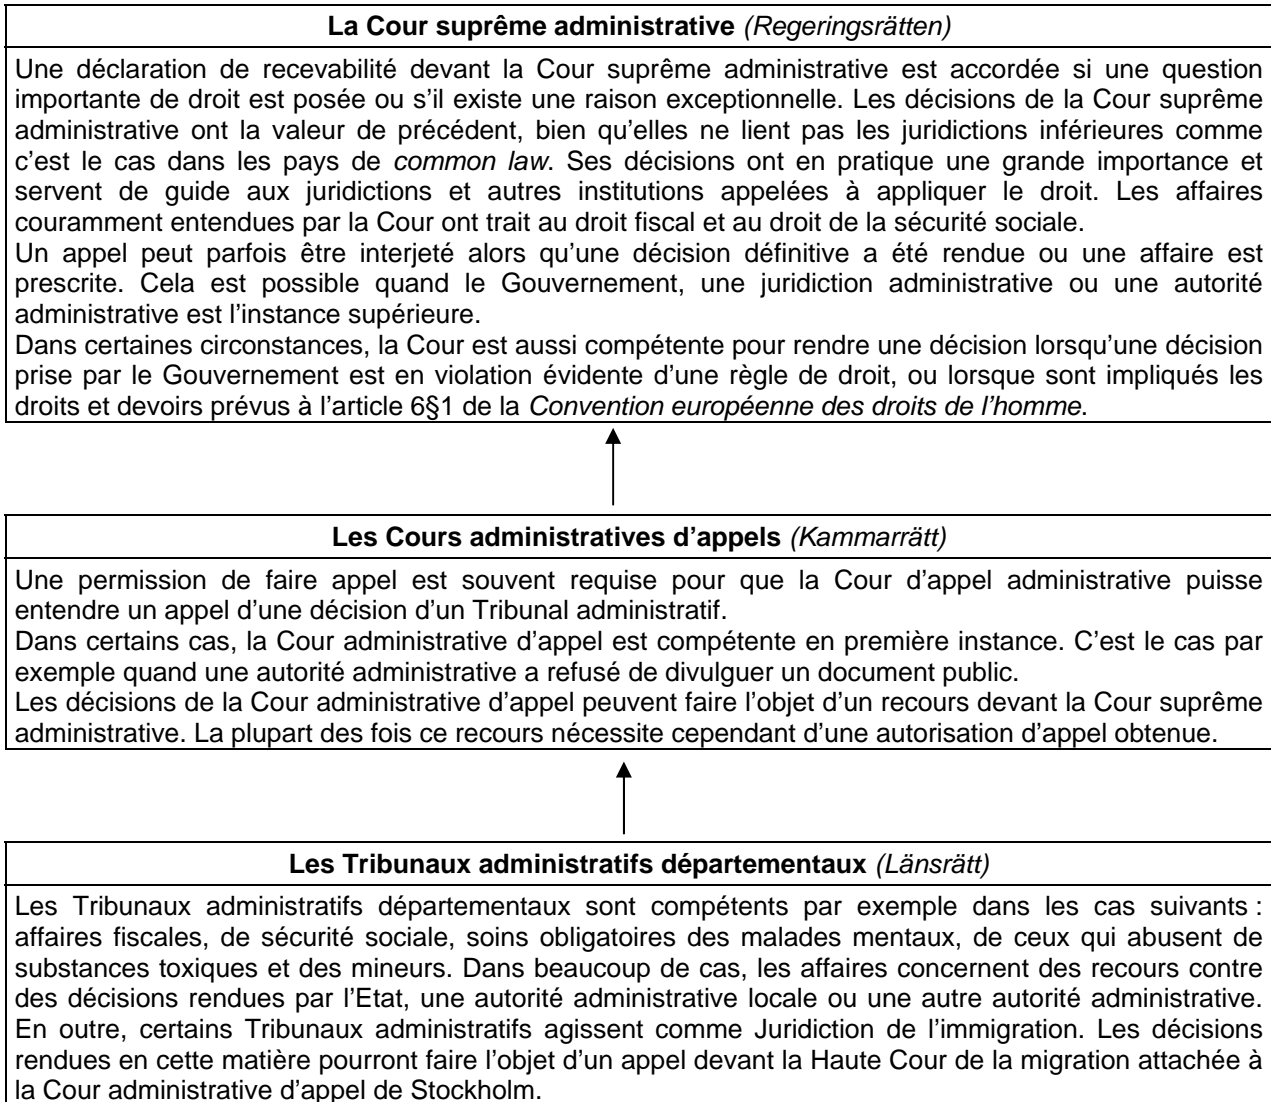 La Cour suprême administrative (Regeringsrätten)
Une déclaration de recevabilité devant la Cour suprême administrative est accordée si une question
importante de droit est posée ou s’il existe une raison exceptionnelle. Les décisions de la Cour suprême
administrative ont la valeur de précédent, bien qu’elles ne lient pas les juridictions inférieures comme
c’est le cas dans les pays de common law. Ses décisions ont en pratique une grande importance et
servent de guide aux juridictions et autres institutions appelées à appliquer le droit. Les affaires
couramment entendues par la Cour ont trait au droit fiscal et au droit de la sécurité sociale.
Un appel peut parfois être interjeté alors qu’une décision définitive a été rendue ou une affaire est
prescrite. Cela est possible quand le Gouvernement, une juridiction administrative ou une autorité
administrative est l’instance supérieure.
Dans certaines circonstances, la Cour est aussi compétente pour rendre une décision lorsqu’une décision
prise par le Gouvernement est en violation évidente d’une règle de droit, ou lorsque sont impliqués les
droits et devoirs prévus à l’article 6§1 de la Convention européenne des droits de l’homme.
Les Cours administratives d’appels (Kammarrätt)
Une permission de faire appel est souvent requise pour que la Cour d’appel administrative puisse
entendre un appel d’une décision d’un Tribunal administratif.
Dans certains cas, la Cour administrative d’appel est compétente en première instance. C’est le cas par
exemple quand une autorité administrative a refusé de divulguer un document public.
Les décisions de la Cour administrative d’appel peuvent faire l’objet d’un recours devant la Cour suprême
administrative. La plupart des fois ce recours nécessite cependant d’une autorisation d’appel obtenue.
Les Tribunaux administratifs départementaux (Länsrätt)
Les Tribunaux administratifs départementaux sont compétents par exemple dans les cas suivants :
affaires fiscales, de sécurité sociale, soins obligatoires des malades mentaux, de ceux qui abusent de
substances toxiques et des mineurs. Dans beaucoup de cas, les affaires concernent des recours contre
des décisions rendues par l’Etat, une autorité administrative locale ou une autre autorité administrative.
En outre, certains Tribunaux administratifs agissent comme Juridiction de l’immigration. Les décisions
rendues en cette matière pourront faire l’objet d’un appel devant la Haute Cour de la migration attachée à
la Cour administrative d’appel de Stockholm.